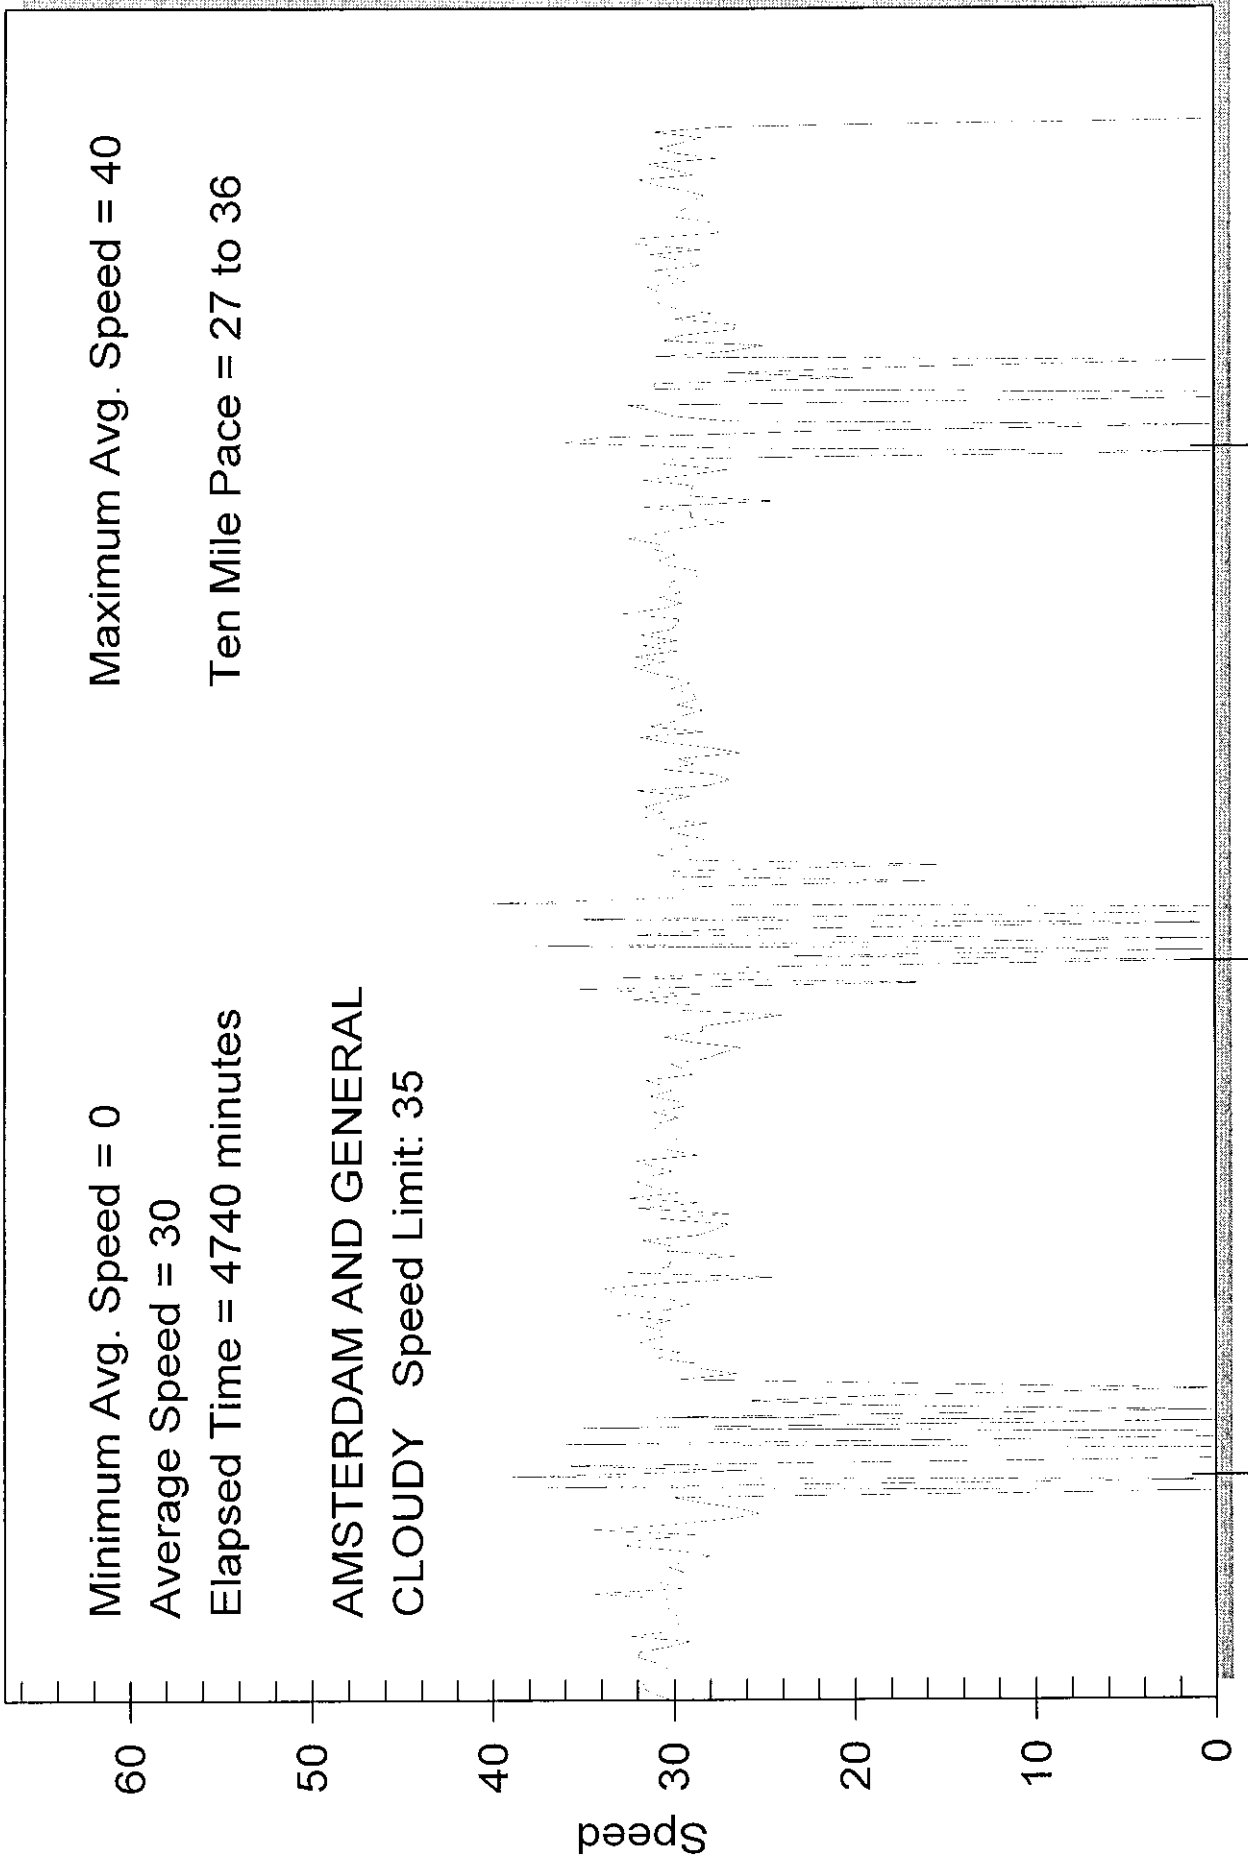 Minimum Avg. Speed = 0
Maximum Avg. Speed = 40
Average Speed = 30
Elapsed Time = 4740 minutes
Ten Mile Pace = 27 to 36
AMSTERDAM AND GENERAL
CLOUDY Speed Limit: 35
60
50
40
30
20
10
0
Speed